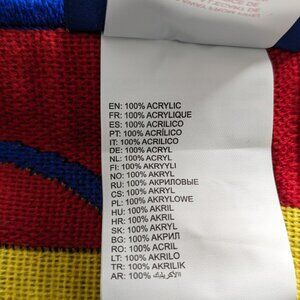 EN: 100% ACRYLIC
FR: 100% ACRYLIQUE
ES: 100% ACRILICO
PT: 100% ACRÍLICO
IT: 100% ACRILICO
DE: 100% ACRYL
NL: 100% ACRYL
FI: 100% AKRYYLI
NO: 100% AKRYL
RU: 100% АКРИЛОВЫЕ
CS: 100% AKRYL
PL: 100% AKRYLOWE
HU: 100% AKRIL
HR: 100% AKRIL
SK: 100% AKRYL
BG: 100% АКРИЛ
RO: 100% ACRIL
LT: 100% AKRILO
TR: 100% AKRILIK
AR: 100%